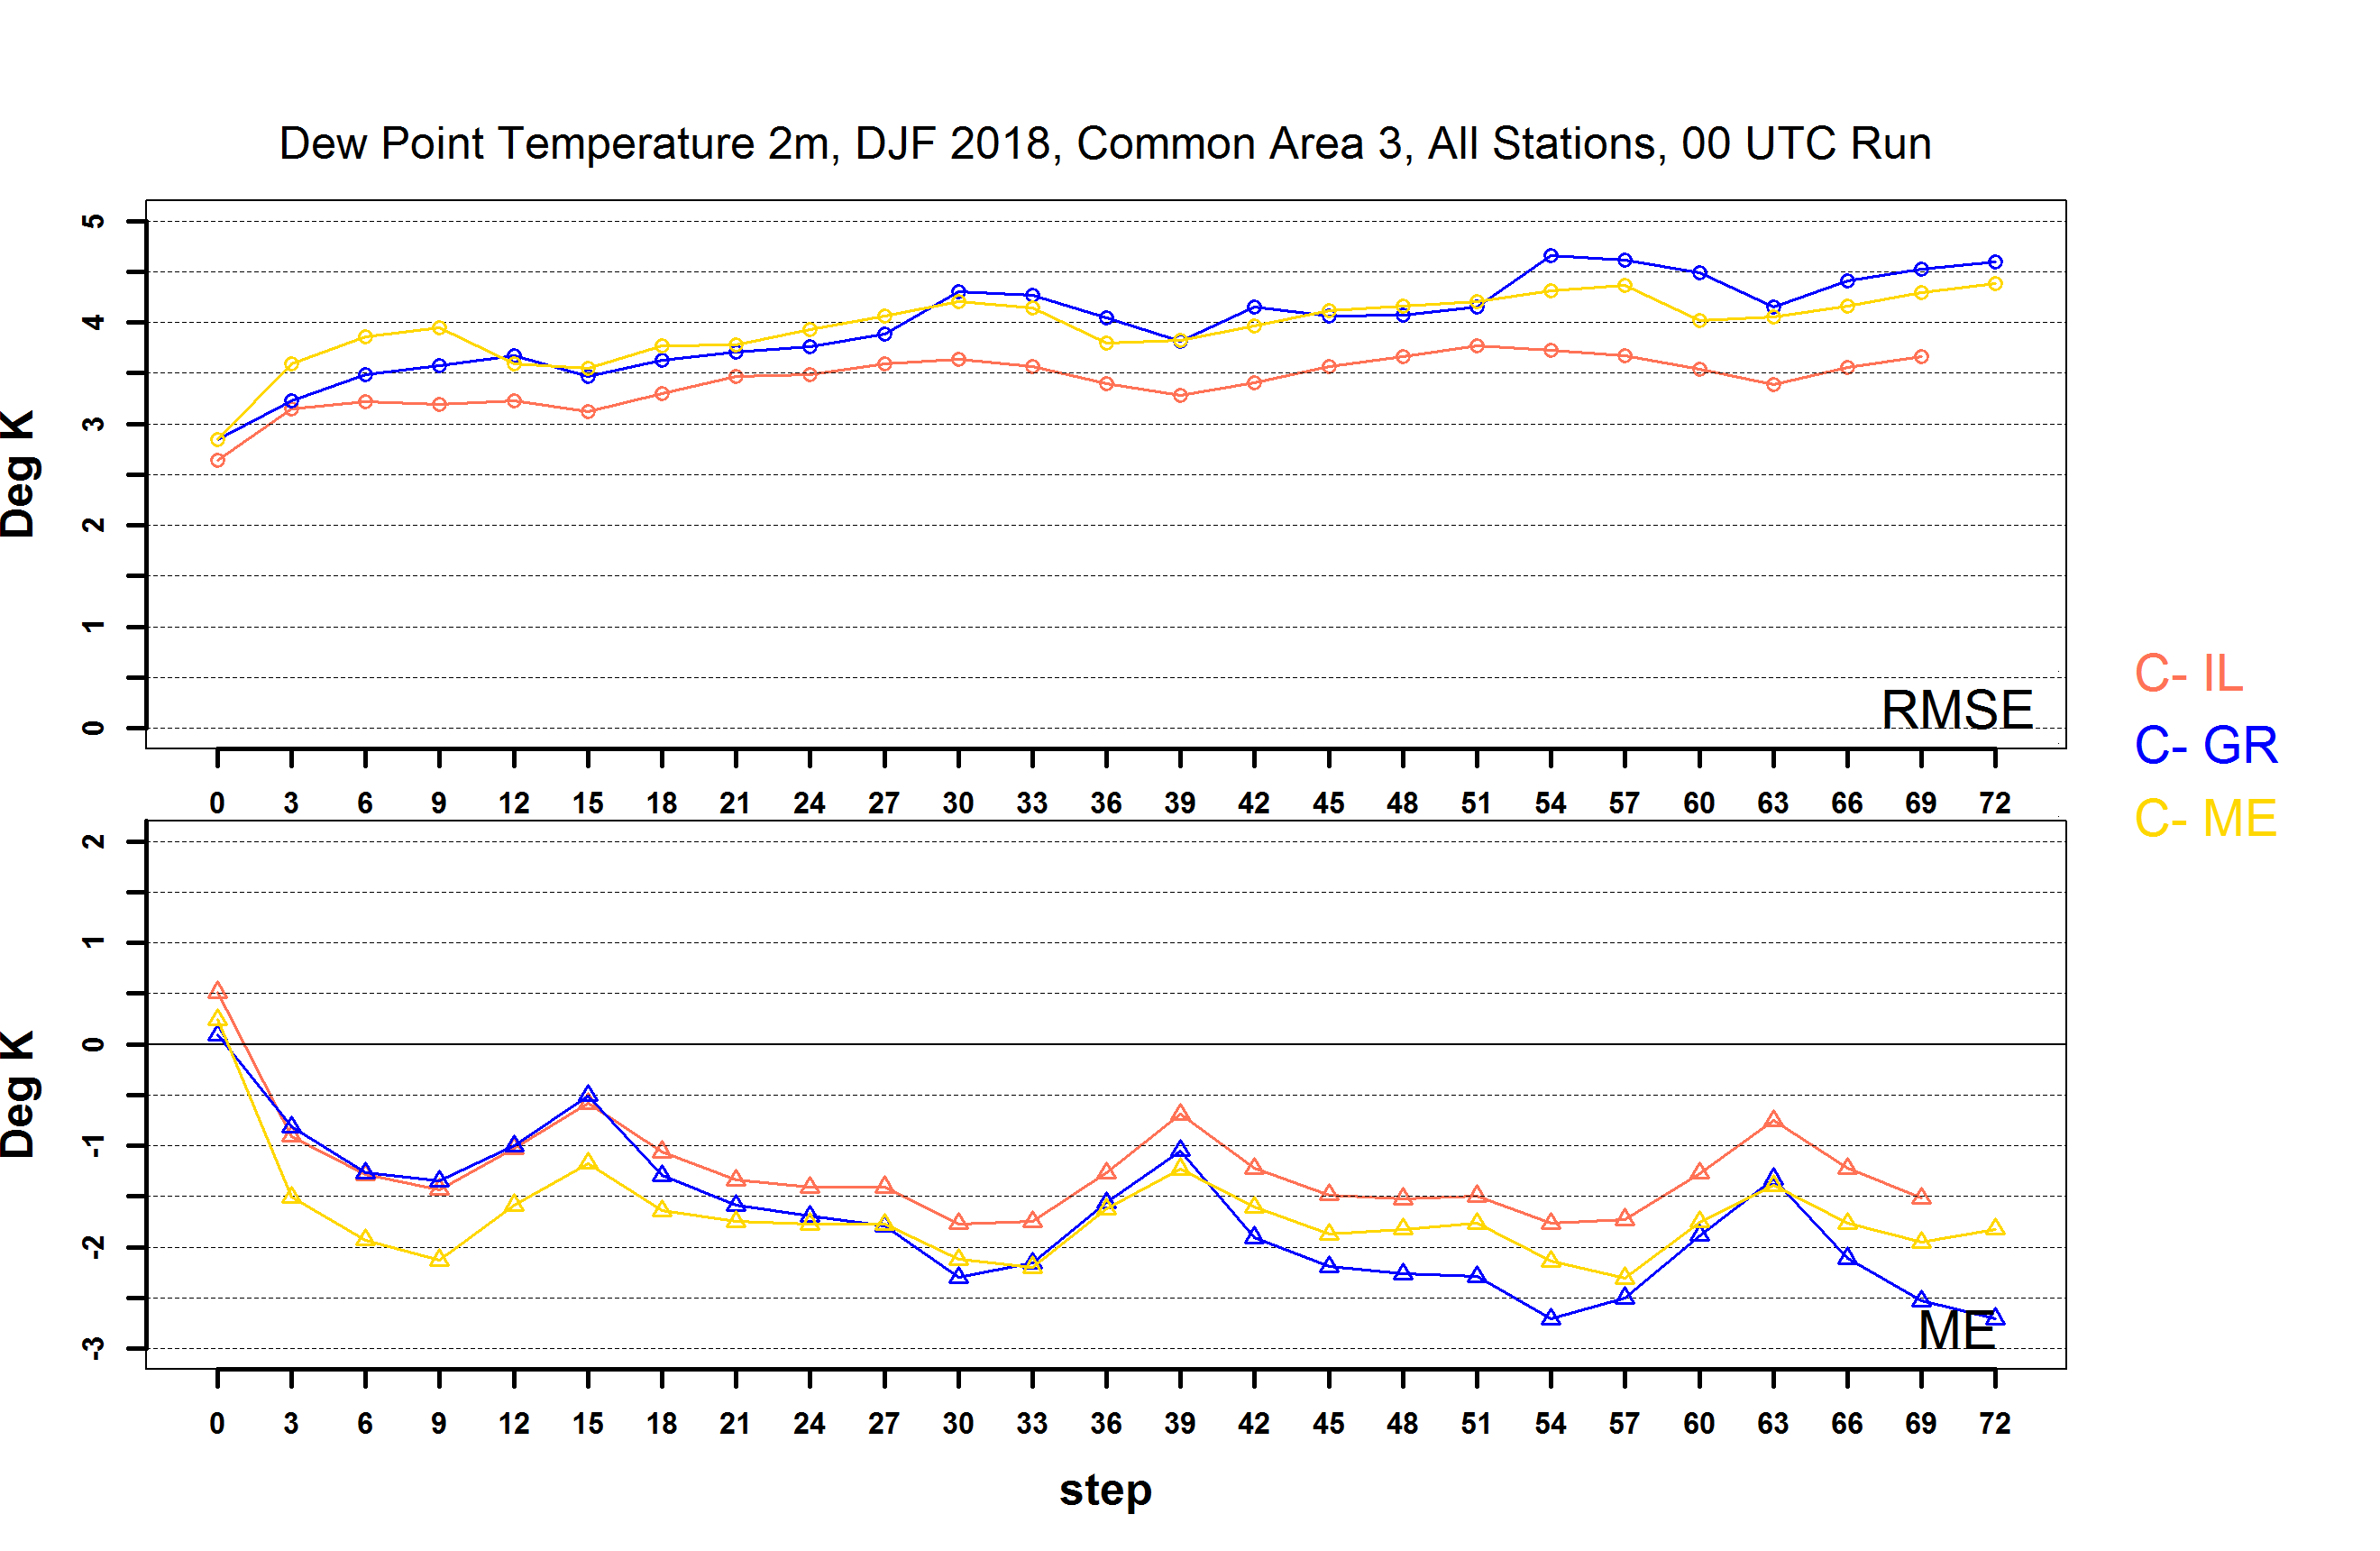 Dew Point Temperature 2m, DJF 2018, Common Area 3, All Stations, 00 UTC Run
5
4
3
2
1
0
Deg K
RMSE
0 3 6 9 12 15 18 21 24 27 30 33 36 39 42 45 48 51 54 57 60 63 66 69 72
C- IL
C- GR
C- ME
2
1
0
-1
-2
-3
Deg K
ME
0 3 6 9 12 15 18 21 24 27 30 33 36 39 42 45 48 51 54 57 60 63 66 69 72
step